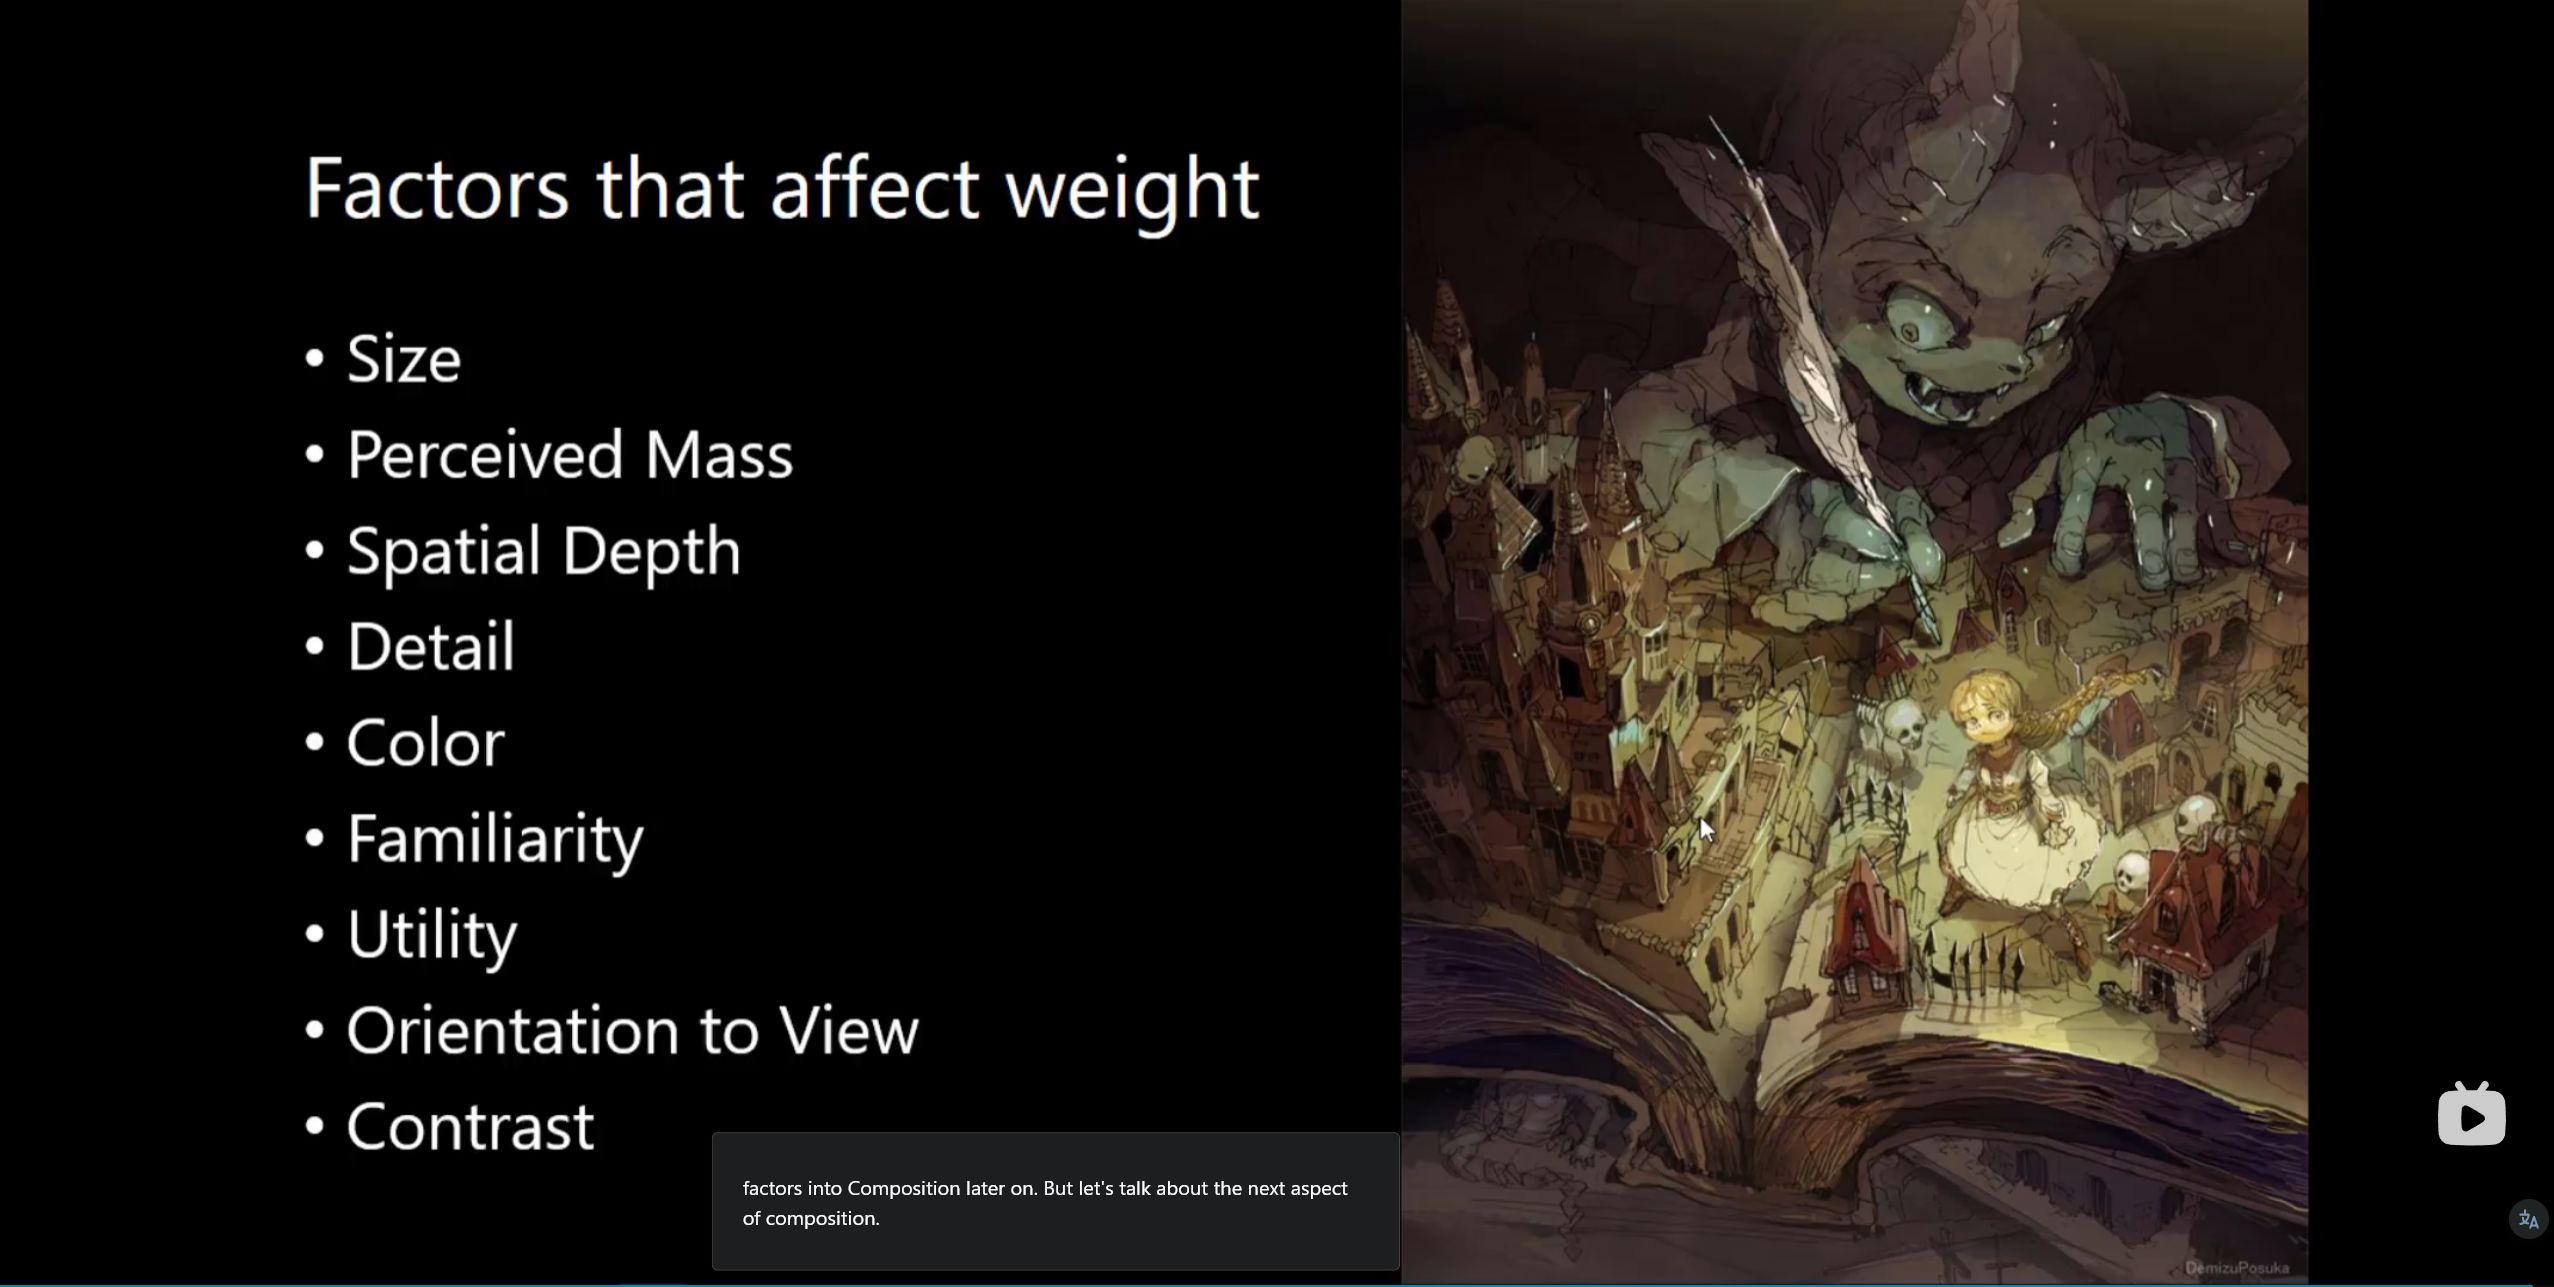 Factors that affect weight
• Size
• Perceived Mass
• Spatial Depth
• Detail
• Color
• Familiarity
• Utility
• Orientation to View
• Contrast
factors into Composition later on. But let's talk about the next aspect
of composition.
DemizuPosuka